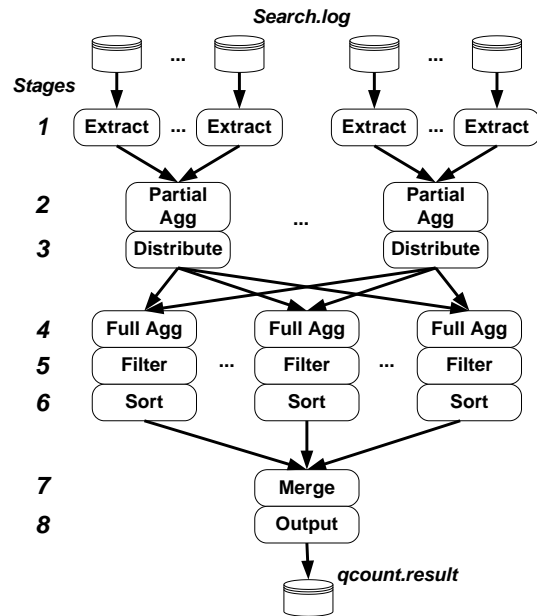 Search.log
... ...
Stages
1 Extract ... Extract Extract ... Extract
2 Partial Agg Partial Agg
...
3 Distribute Distribute
4 Full Agg Full Agg Full Agg
5 Filter ... Filter ... Filter
6 Sort Sort Sort
7 Merge
8 Output
qcount.result